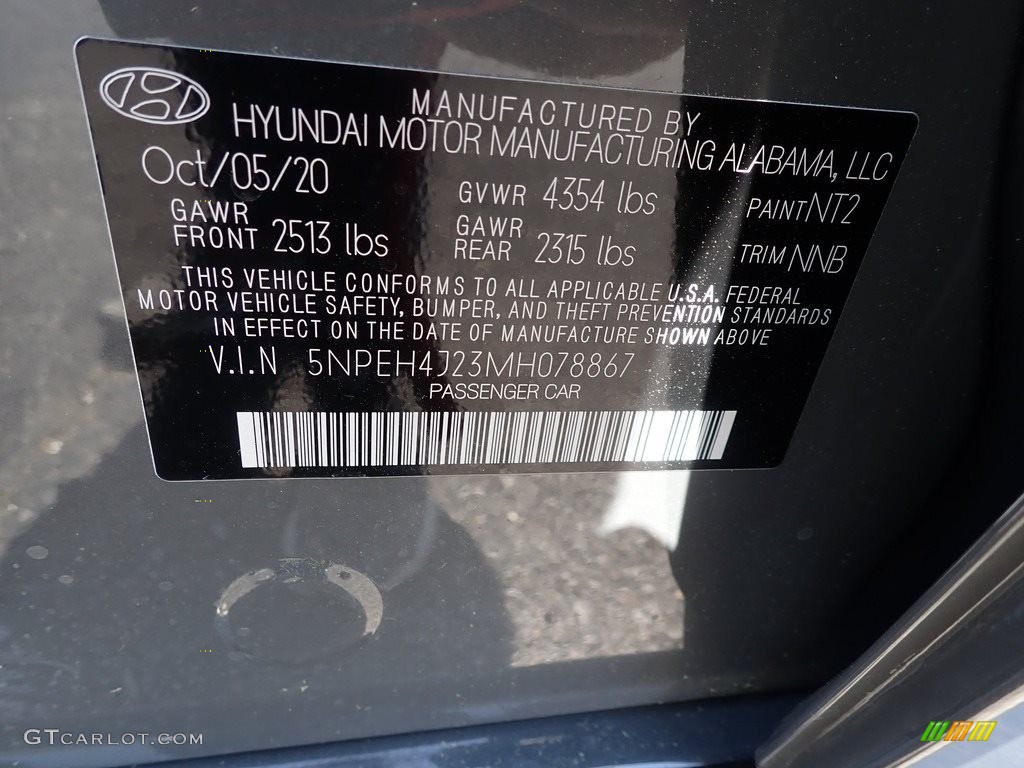 MANUFACTURED BY
HYUNDAI MOTOR MANUFACTURING ALABAMA, LLC
Oct/05/20 GVWR 4354 lbs PAINT NT2
GAWR FRONT 2513 lbs GAWR REAR 2315 lbs TRIM NNB
THIS VEHICLE CONFORMS TO ALL APPLICABLE U.S.A. FEDERAL
MOTOR VEHICLE SAFETY, BUMPER, AND THEFT PREVENTION STANDARDS
IN EFFECT ON THE DATE OF MANUFACTURE SHOWN ABOVE
V.I.N 5NPEH4J23MH078867
PASSENGER CAR
GTCARLOT.COM